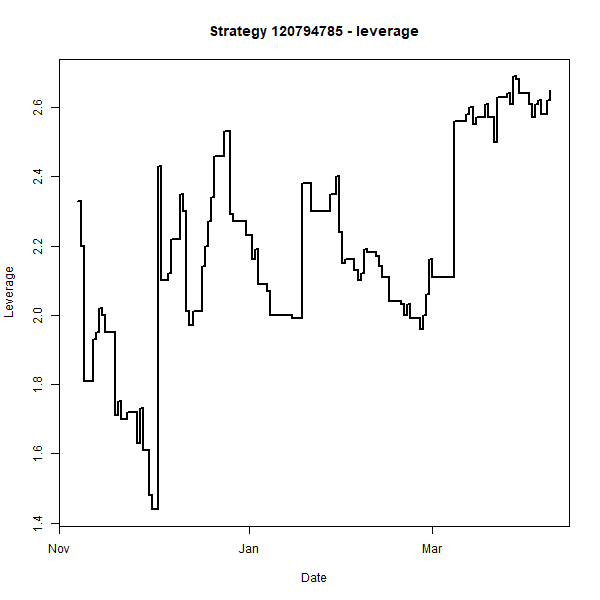 Strategy 120794785 - leverage
Leverage
2.6
2.4
2.2
2.0
1.8
1.6
1.4
Nov
Jan
Mar
Date